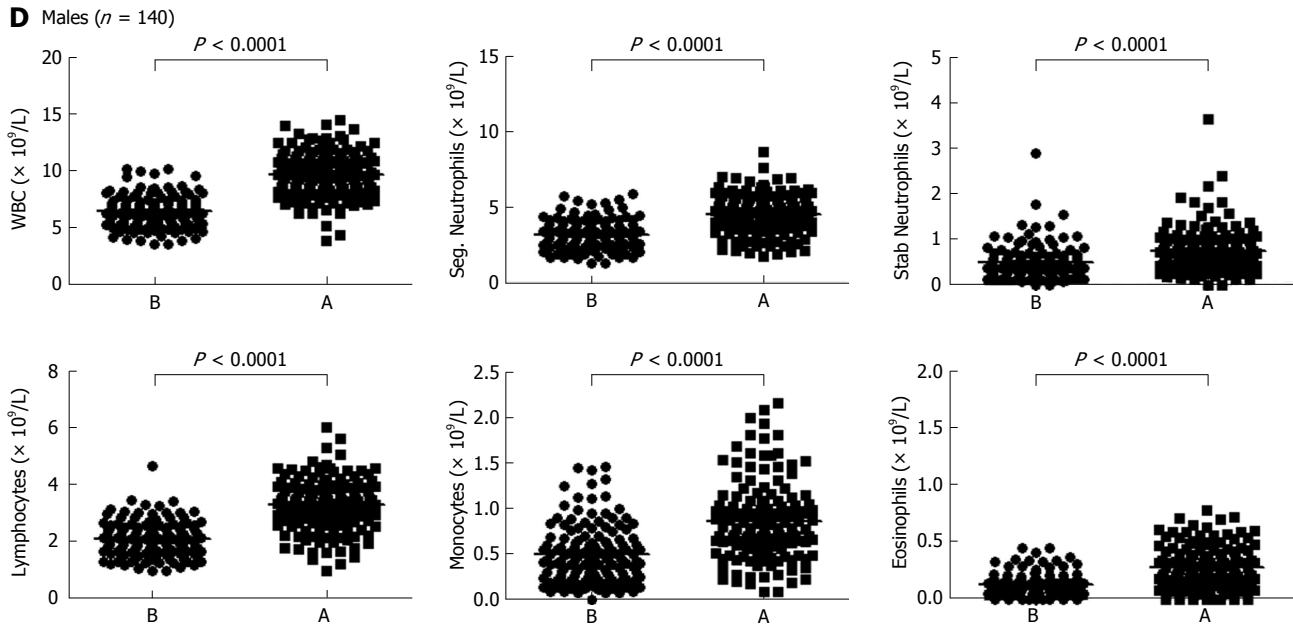 D Males (n = 140)
P < 0.0001
20
15
10
5
0
WBC (× 10⁹/L)
B A
P < 0.0001
15
10
5
0
Seg. Neutrophils (× 10⁹/L)
B A
P < 0.0001
5
4
3
2
1
0
Stab Neutrophils (× 10⁹/L)
B A
P < 0.0001
8
6
4
2
0
Lymphocytes (× 10⁹/L)
B A
P < 0.0001
2.5
2.0
1.5
1.0
0.5
0.0
Monocytes (× 10⁹/L)
B A
P < 0.0001
2.0
1.5
1.0
0.5
0.0
Eosinophils (× 10⁹/L)
B A